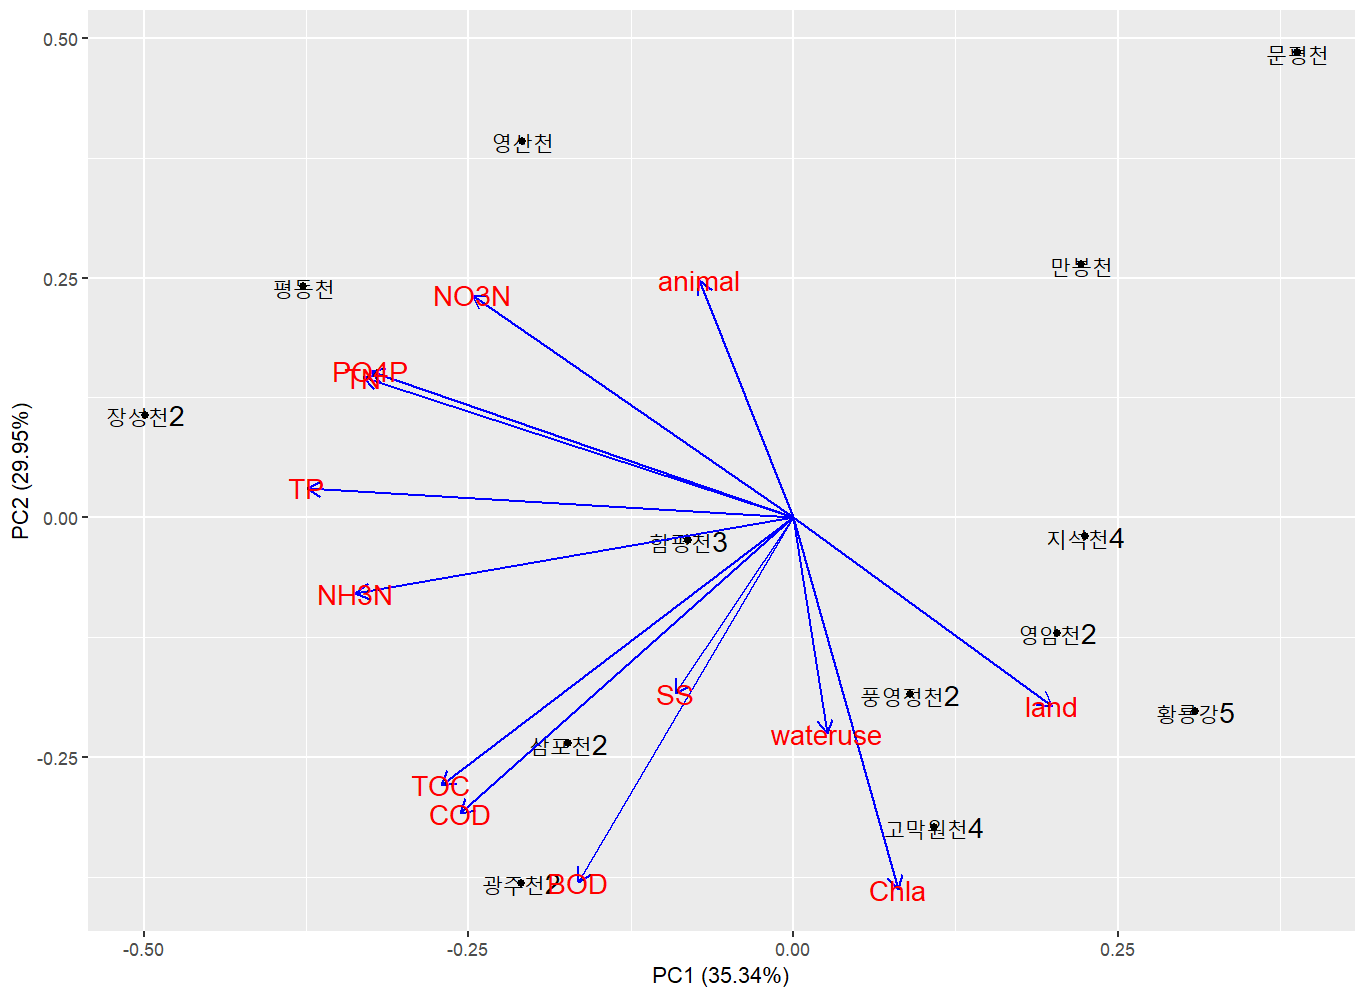 0.50
문평천
영산천
만봉천
0.25
animal
평동천
NO3N
PO4P
TN
장성천2
TP
PC2 (29.95%)
0.00
지석천4
함평천3
NH3N
영암천2
SS
풍영정천2
land
황룡강5
wateruse
삼포천2
-0.25
TOC
COD
고막원천4
광주천2
BOD
Chla
-0.50
-0.25
0.00
0.25
PC1 (35.34%)